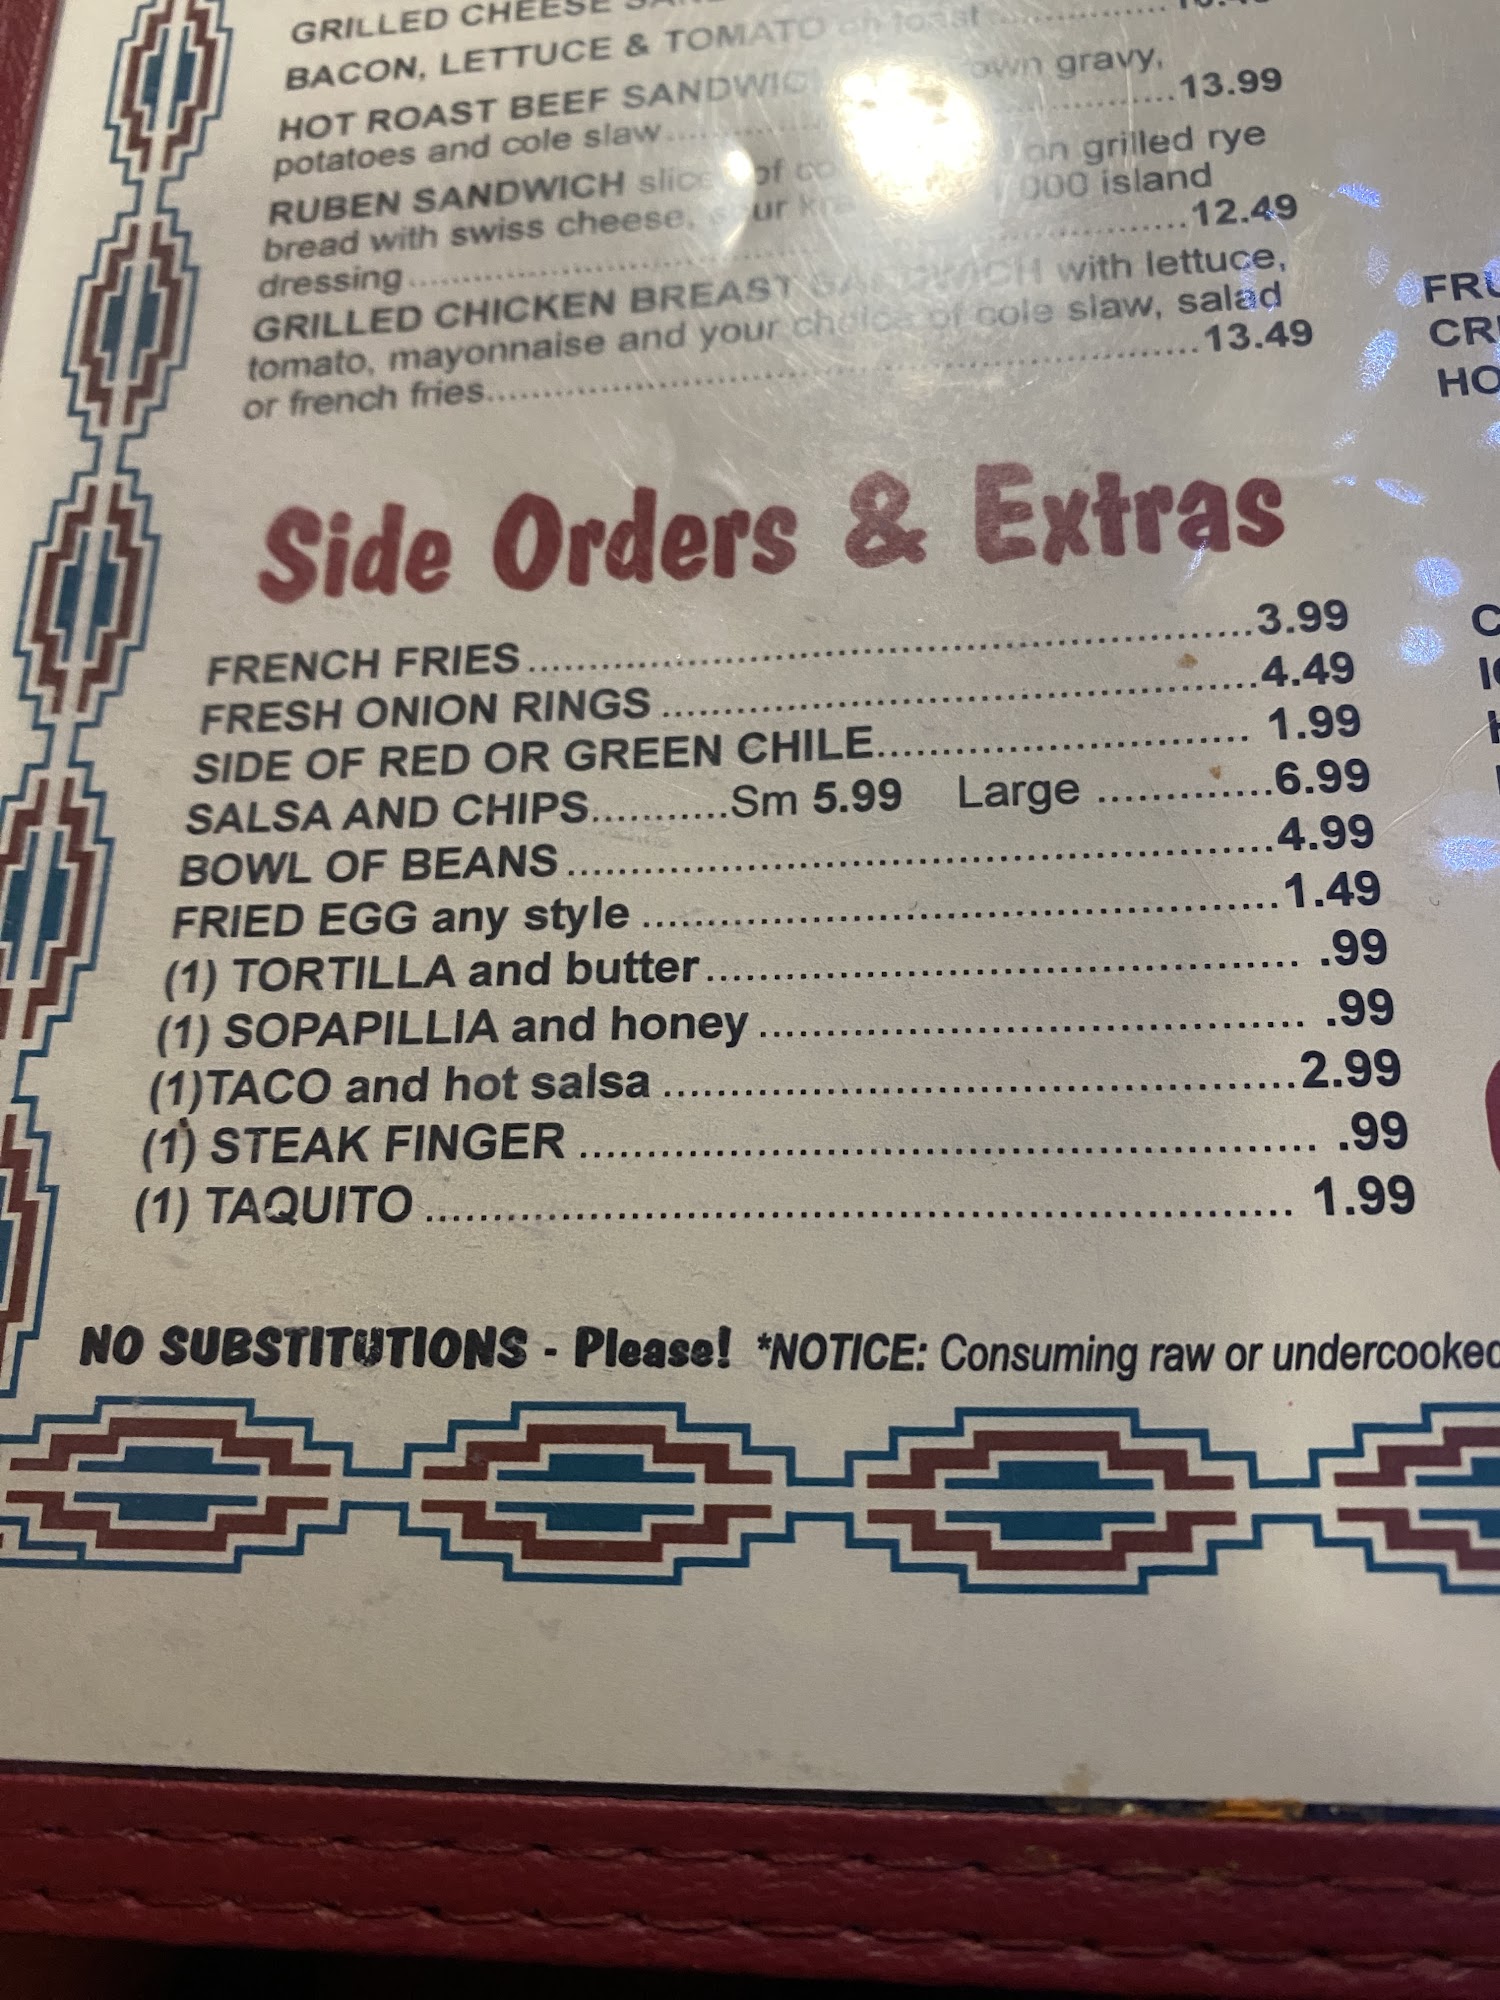 GRILLED CHEESE
BACON, LETTUCE & TOMATO on toast
HOT ROAST BEEF SANDWICH gravy,
potatoes and cole slaw....................13.99
RUBEN SANDWICH slices of on grilled rye
bread with swiss cheese, island
dressing....................12.49
GRILLED CHICKEN BREAST SANDWICH with lettuce,
tomato, mayonnaise and your choice of cole slaw, salad
or french fries....................13.49
Side Orders & Extras
FRENCH FRIES....................3.99
FRESH ONION RINGS....................4.49
SIDE OF RED OR GREEN CHILE.................... 1.99
SALSA AND CHIPS...........Sm 5.99 Large .............6.99
BOWL OF BEANS....................4.99
FRIED EGG any style....................1.49
(1) TORTILLA and butter.................... .99
(1) SOPAPILLIA and honey.................... .99
(1)TACO and hot salsa....................2.99
(1) STEAK FINGER.................... .99
(1) TAQUITO.................... 1.99
NO SUBSTITUTIONS - Please! *NOTICE: Consuming raw or undercooked